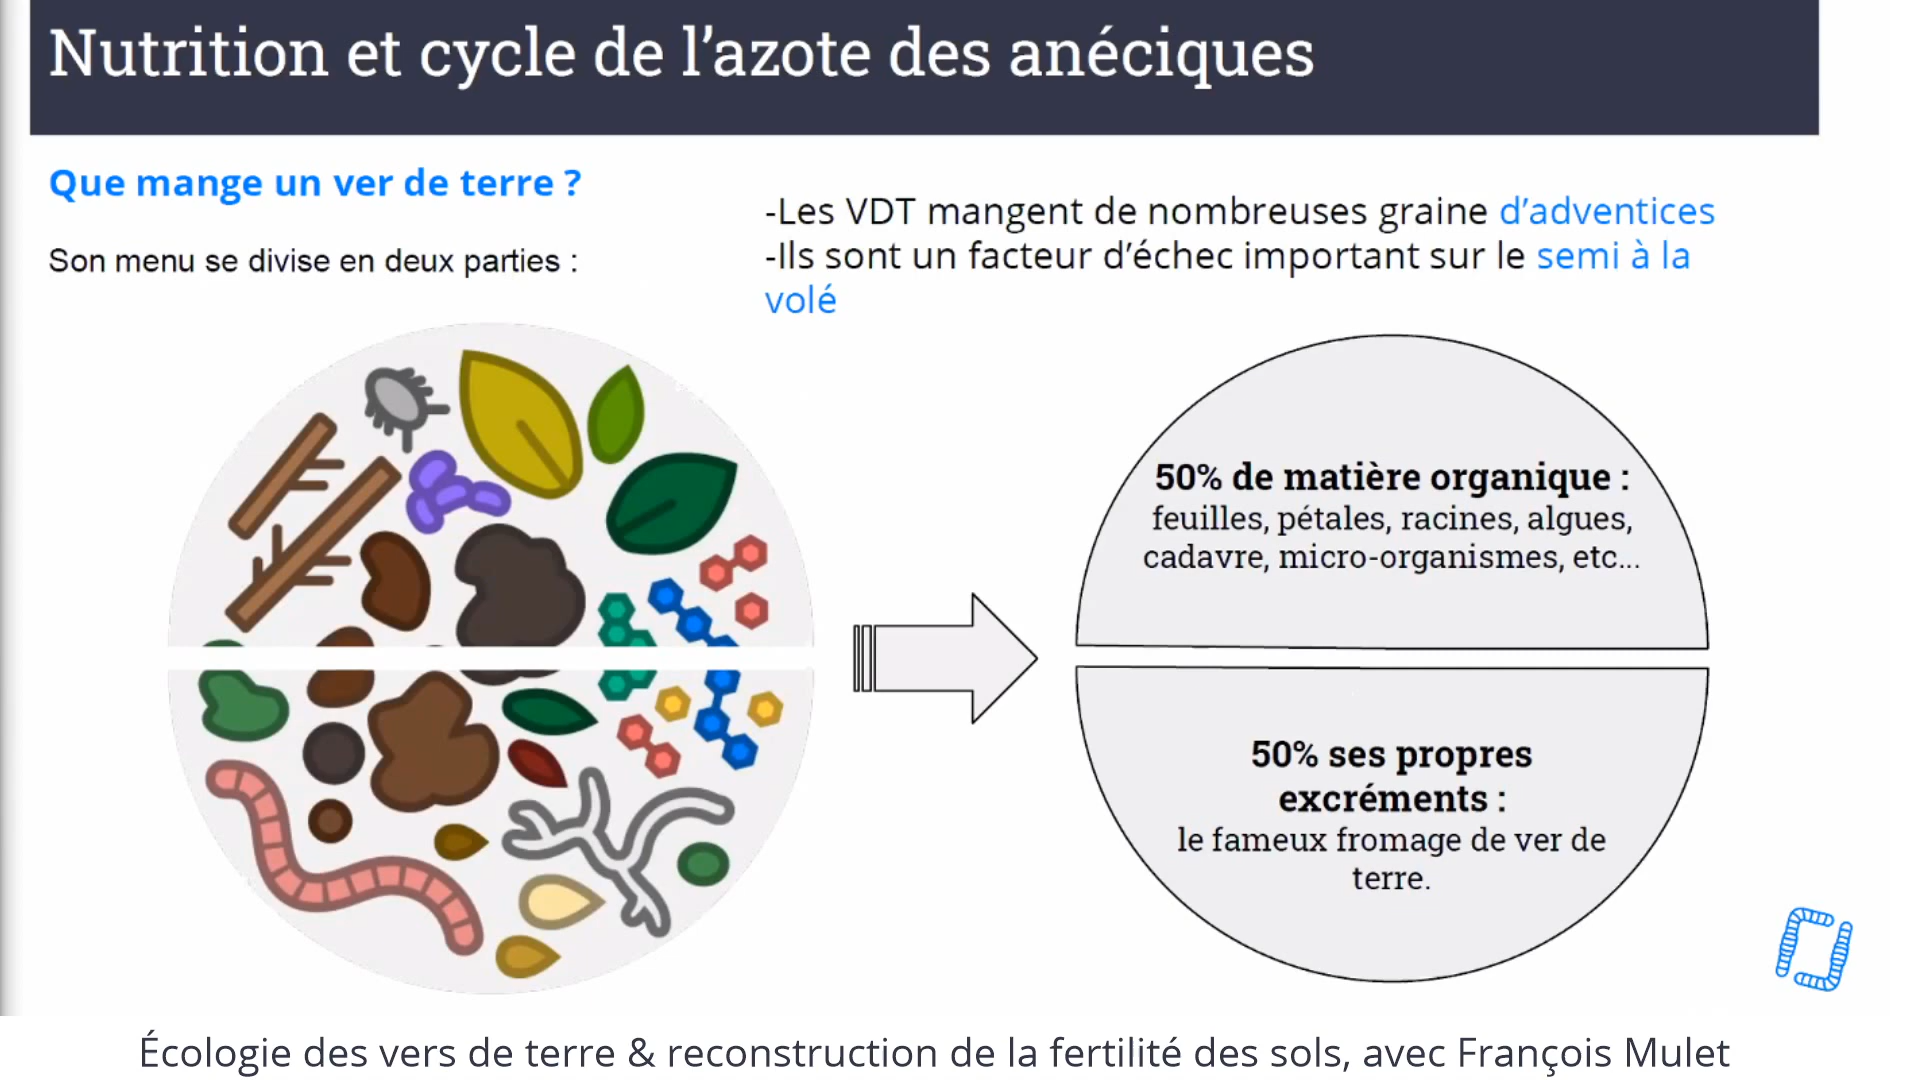 Nutrition et cycle de l’azote des anéciques
Que mange un ver de terre ?
Son menu se divise en deux parties :
-Les VDT mangent de nombreuses graine d’adventices
-Ils sont un facteur d’échec important sur le semi à la
volé
50% de matière organique :
feuilles, pétales, racines, algues,
cadavre, micro-organismes, etc...
50% ses propres
excréments :
le fameux fromage de ver de
terre.
Écologie des vers de terre & reconstruction de la fertilité des sols, avec François Mulet